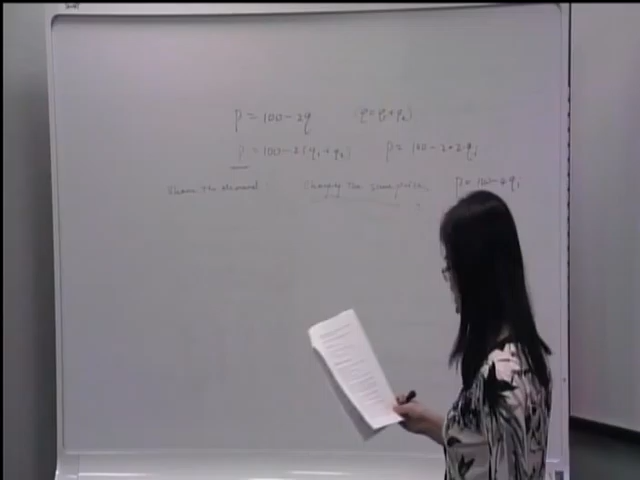 P = 100 - 2q (q = q₁ + q₂)
P = 100 - 2(q₁ + q₂) P = 100 - 2*2q₁
Share the demand Charging the same price P = 100 - 4q₁